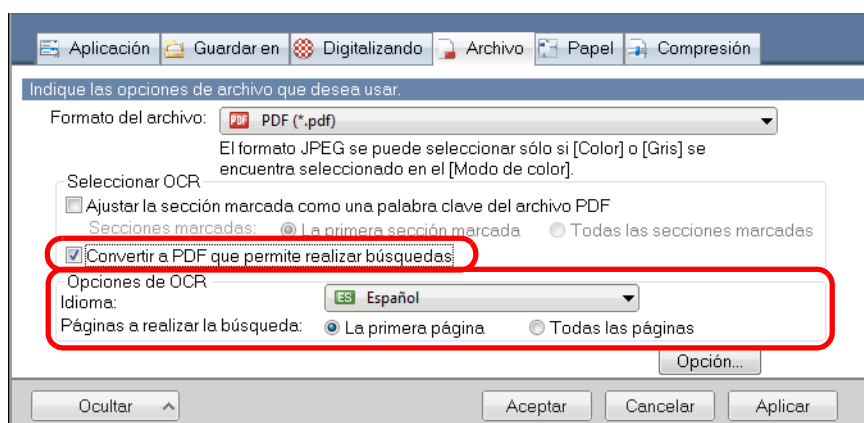 Aplicación Guardar en Digitalizando Archivo Papel Compresión
Indique las opciones de archivo que desea usar.
Formato del archivo: PDF PDF (*.pdf)
El formato JPEG se puede seleccionar sólo si [Color] o [Gris] se
encuentra seleccionado en el [Modo de color].
Seleccionar OCR
Ajustar la sección marcada como una palabra clave del archivo PDF
Secciones marcadas: La primera sección marcada Todas las secciones marcadas
Convertir a PDF que permite realizar búsquedas
Opciones de OCR
Idioma: ES Español
Páginas a realizar la búsqueda: La primera página Todas las páginas
Opción...
Ocultar Aceptar Cancelar Aplicar